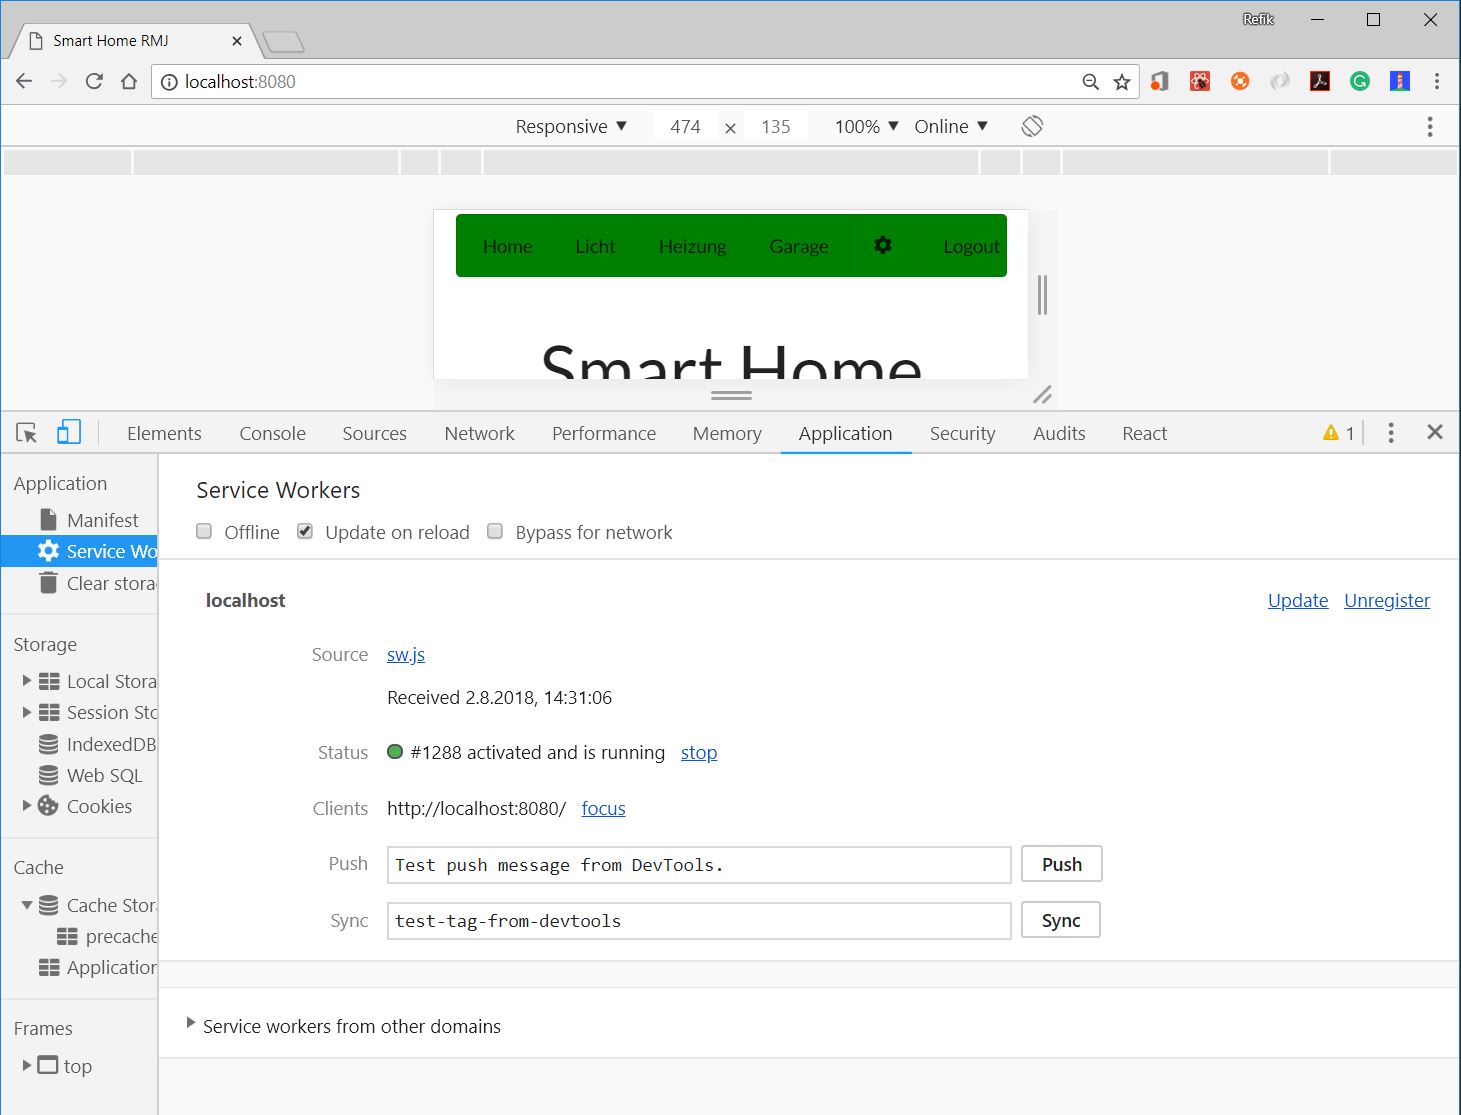 Refik
Smart Home RMJ
localhost:8080
Responsive 474 × 135 100% Online
Home Licht Heizung Garage Logout
Smart Home
Elements Console Sources Network Performance Memory Application Security Audits React 1
Application
Manifest
Service Wo
Clear stora
Storage
Local Stora
Session Sto
IndexedDB
Web SQL
Cookies
Cache
Cache Stor
precache
Application
Frames
top
Service Workers
Offline Update on reload Bypass for network
localhost Update Unregister
Source sw.js
Received 2.8.2018, 14:31:06
Status #1288 activated and is running stop
Clients http://localhost:8080/ focus
Push Test push message from DevTools. Push
Sync test-tag-from-devtools Sync
Service workers from other domains